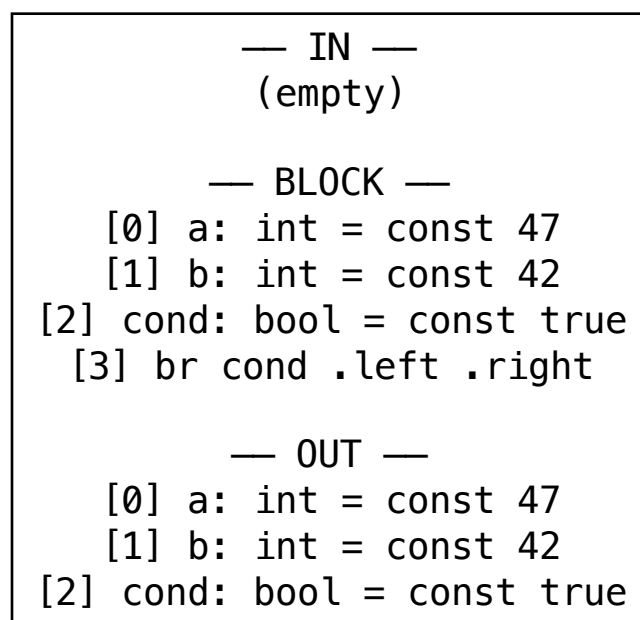 — IN —
(empty)
— BLOCK —
[0] a: int = const 47
[1] b: int = const 42
[2] cond: bool = const true
[3] br cond .left .right
— OUT —
[0] a: int = const 47
[1] b: int = const 42
[2] cond: bool = const true